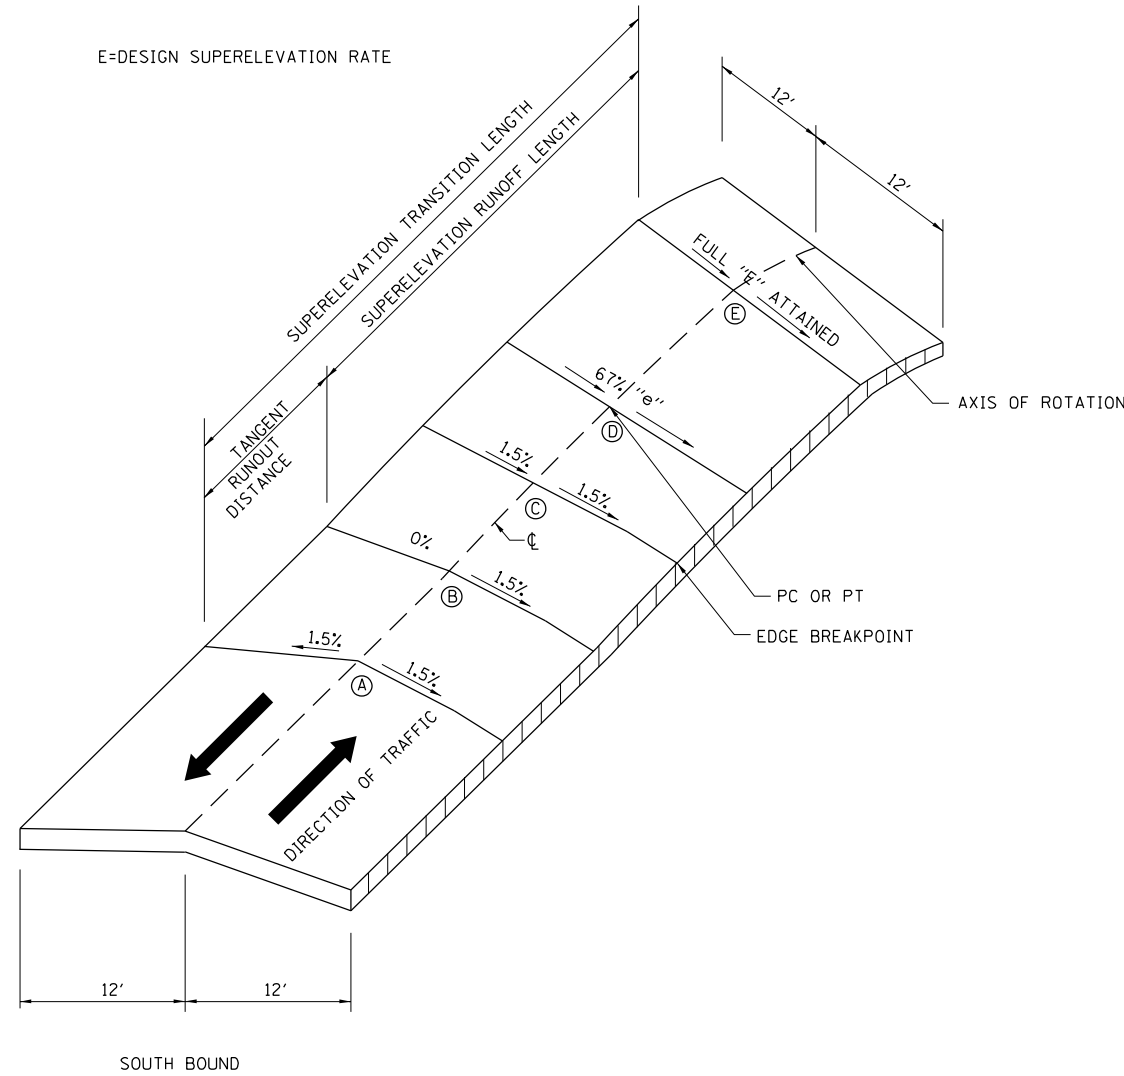 E=DESIGN SUPERELEVATION RATE
SUPERELEVATION TRANSITION LENGTH
SUPERELEVATION RUNOFF LENGTH
12'
12'
TANGENT
RUNOUT
DISTANCE
FULL "E" ATTAINED
E
AXIS OF ROTATION
67% "e"
D
1.5%
1.5%
C
℄
0%
1.5%
B
PC OR PT
EDGE BREAKPOINT
1.5%
1.5%
A
DIRECTION OF TRAFFIC
12'
12'
SOUTH BOUND